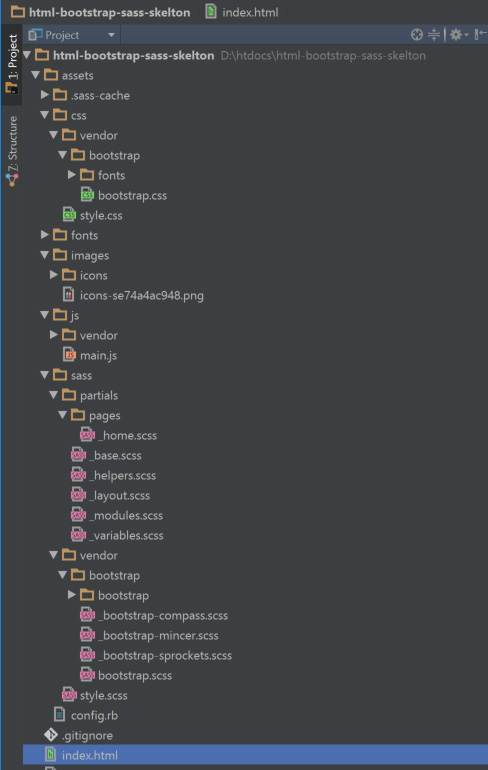 html-bootstrap-sass-skelton index.html
1: Project
Project
html-bootstrap-sass-skelton D:\htdocs\html-bootstrap-sass-skelton
assets
.sass-cache
css
vendor
7: Structure
bootstrap
fonts
bootstrap.css
style.css
fonts
images
icons
icons-se74a4ac948.png
js
vendor
main.js
sass
partials
pages
_home.scss
_base.scss
_helpers.scss
_layout.scss
_modules.scss
_variables.scss
vendor
bootstrap
bootstrap
_bootstrap-compass.scss
_bootstrap-mincer.scss
_bootstrap-sprockets.scss
bootstrap.scss
style.scss
config.rb
.gitignore
index.html